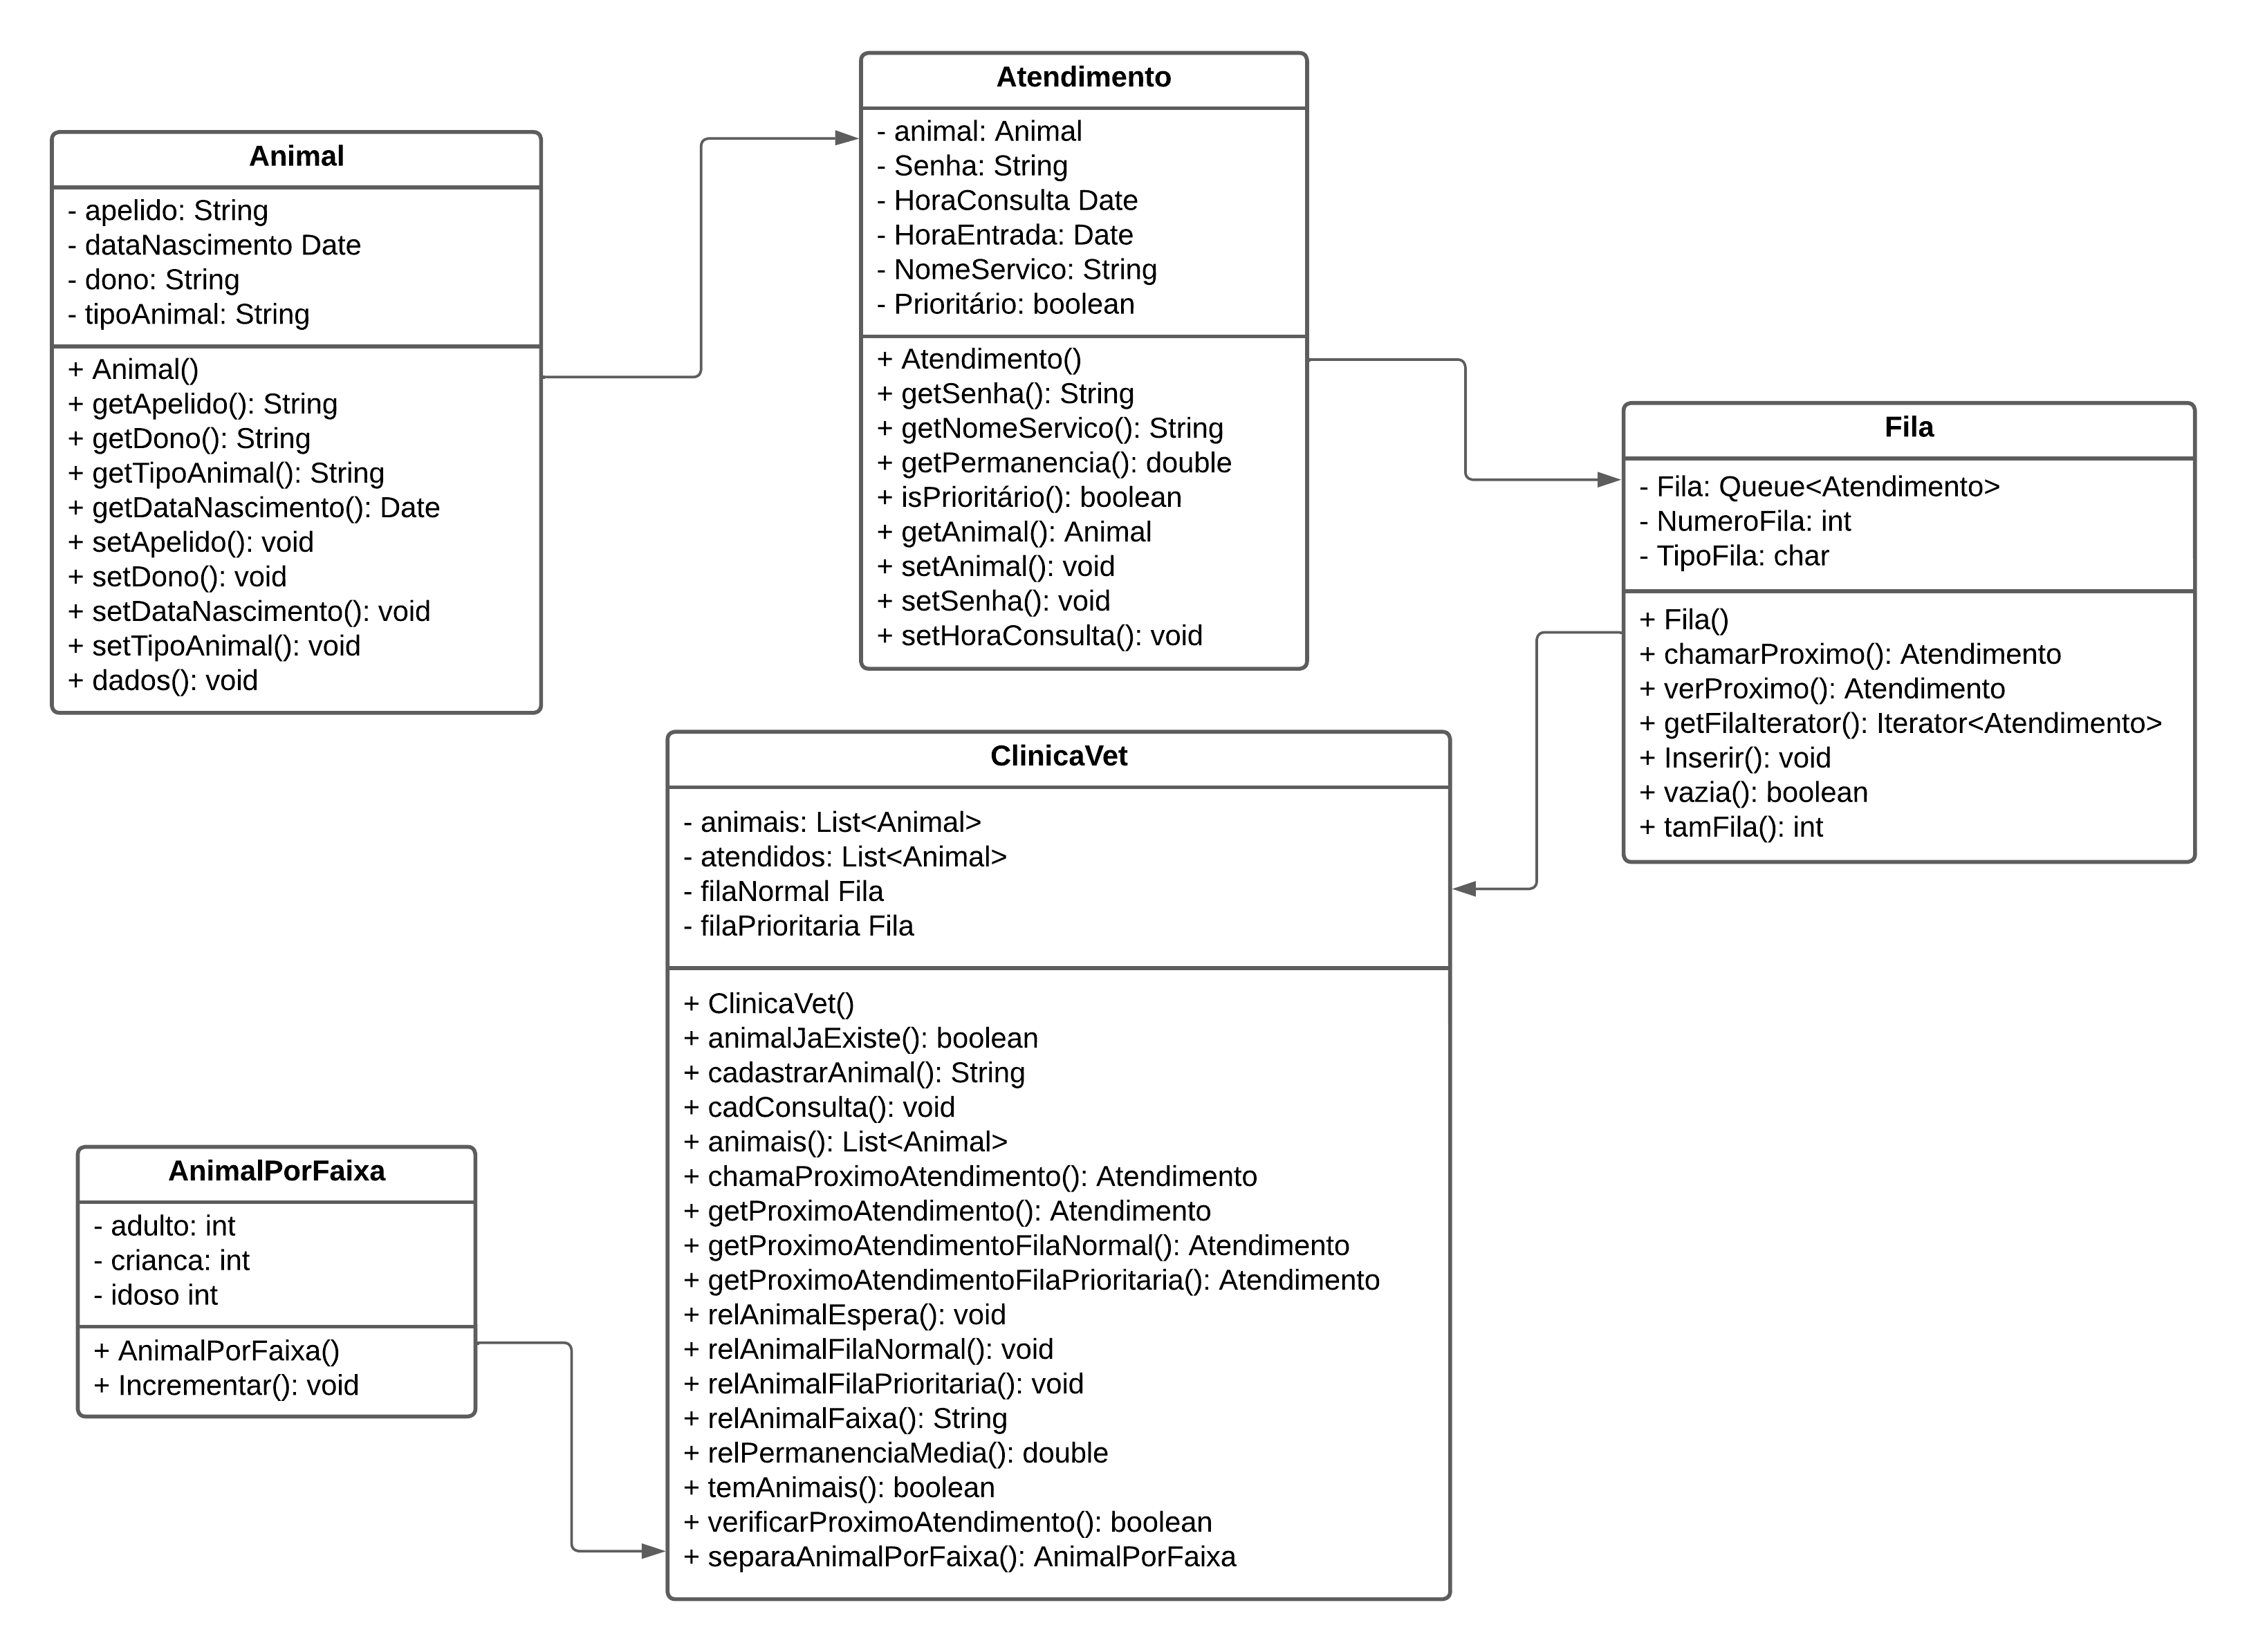 Animal
- apelido: String
- dataNascimento Date
- dono: String
- tipoAnimal: String
+ Animal()
+ getApelido(): String
+ getDono(): String
+ getTipoAnimal(): String
+ getDataNascimento(): Date
+ setApelido(): void
+ setDono(): void
+ setDataNascimento(): void
+ setTipoAnimal(): void
+ dados(): void
Atendimento
- animal: Animal
- Senha: String
- HoraConsulta Date
- HoraEntrada: Date
- NomeServico: String
- Prioritário: boolean
+ Atendimento()
+ getSenha(): String
+ getNomeServico(): String
+ getPermanencia(): double
+ isPrioritário(): boolean
+ getAnimal(): Animal
+ setAnimal(): void
+ setSenha(): void
+ setHoraConsulta(): void
Fila
- Fila: Queue<Atendimento>
- NumeroFila: int
- TipoFila: char
+ Fila()
+ chamarProximo(): Atendimento
+ verProximo(): Atendimento
+ getFilaIterator(): Iterator<Atendimento>
+ Inserir(): void
+ vazia(): boolean
+ tamFila(): int
ClinicaVet
- animais: List<Animal>
- atendidos: List<Animal>
- filaNormal Fila
- filaPrioritaria Fila
+ ClinicaVet()
+ animalJaExiste(): boolean
+ cadastrarAnimal(): String
+ cadConsulta(): void
+ animais(): List<Animal>
+ chamaProximoAtendimento(): Atendimento
+ getProximoAtendimento(): Atendimento
+ getProximoAtendimentoFilaNormal(): Atendimento
+ getProximoAtendimentoFilaPrioritaria(): Atendimento
+ relAnimalEspera(): void
+ relAnimalFilaNormal(): void
+ relAnimalFilaPrioritaria(): void
+ relAnimalFaixa(): String
+ relPermanenciaMedia(): double
+ temAnimais(): boolean
+ verificarProximoAtendimento(): boolean
+ separaAnimalPorFaixa(): AnimalPorFaixa
AnimalPorFaixa
- adulto: int
- crianca: int
- idoso int
+ AnimalPorFaixa()
+ Incrementar(): void